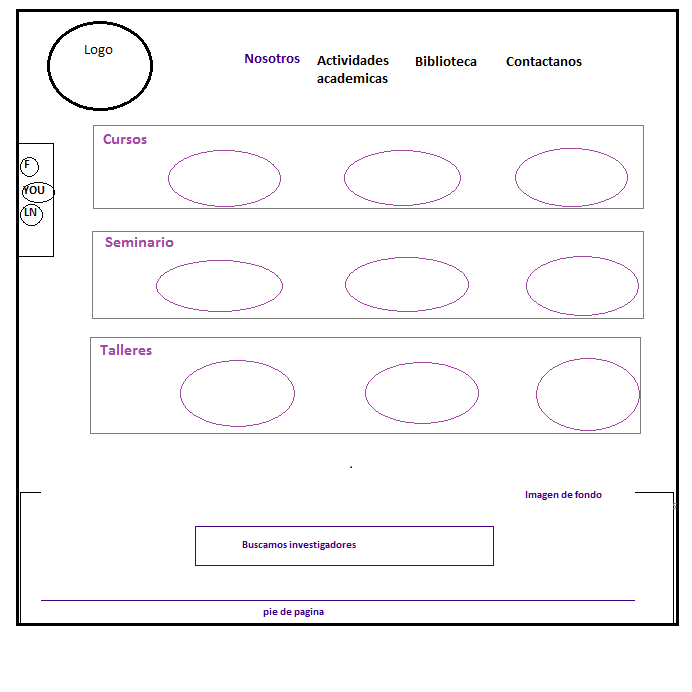 Logo
Nosotros
Actividades
academicas
Biblioteca
Contactanos
Cursos
F
YOU
LN
Seminario
Talleres
Imagen de fondo
Buscamos investigadores
pie de pagina